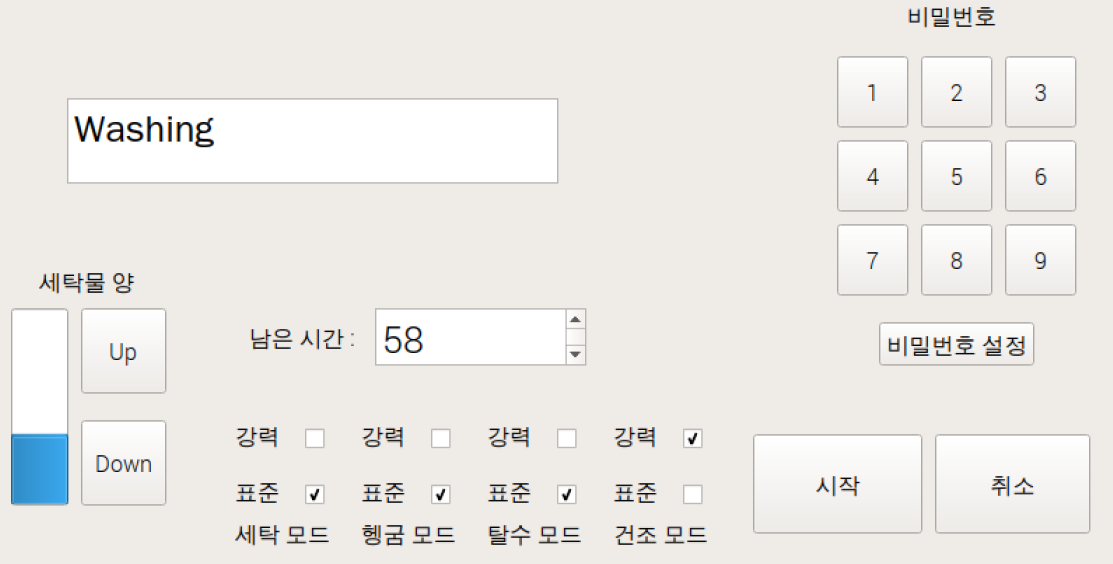 비밀번호
1 2 3
Washing
4 5 6
7 8 9
세탁물 양
Up
남은 시간 : 58
비밀번호 설정
강력 강력 강력 강력
Down
시작 취소
표준 표준 표준 표준
세탁 모드 헹굼 모드 탈수 모드 건조 모드